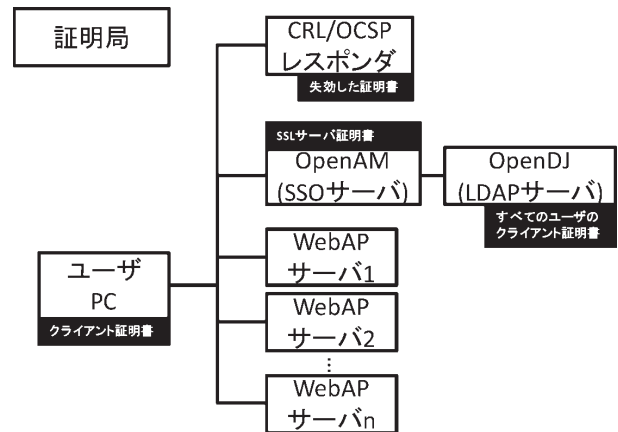 証明局
CRL/OCSP
レスポンダ
失効した証明書
SSLサーバ証明書
OpenAM
(SSOサーバ)
OpenDJ
(LDAPサーバ)
すべてのユーザの
クライアント証明書
ユーザ
PC
クライアント証明書
WebAP
サーバ1
WebAP
サーバ2
⋮
WebAP
サーバn